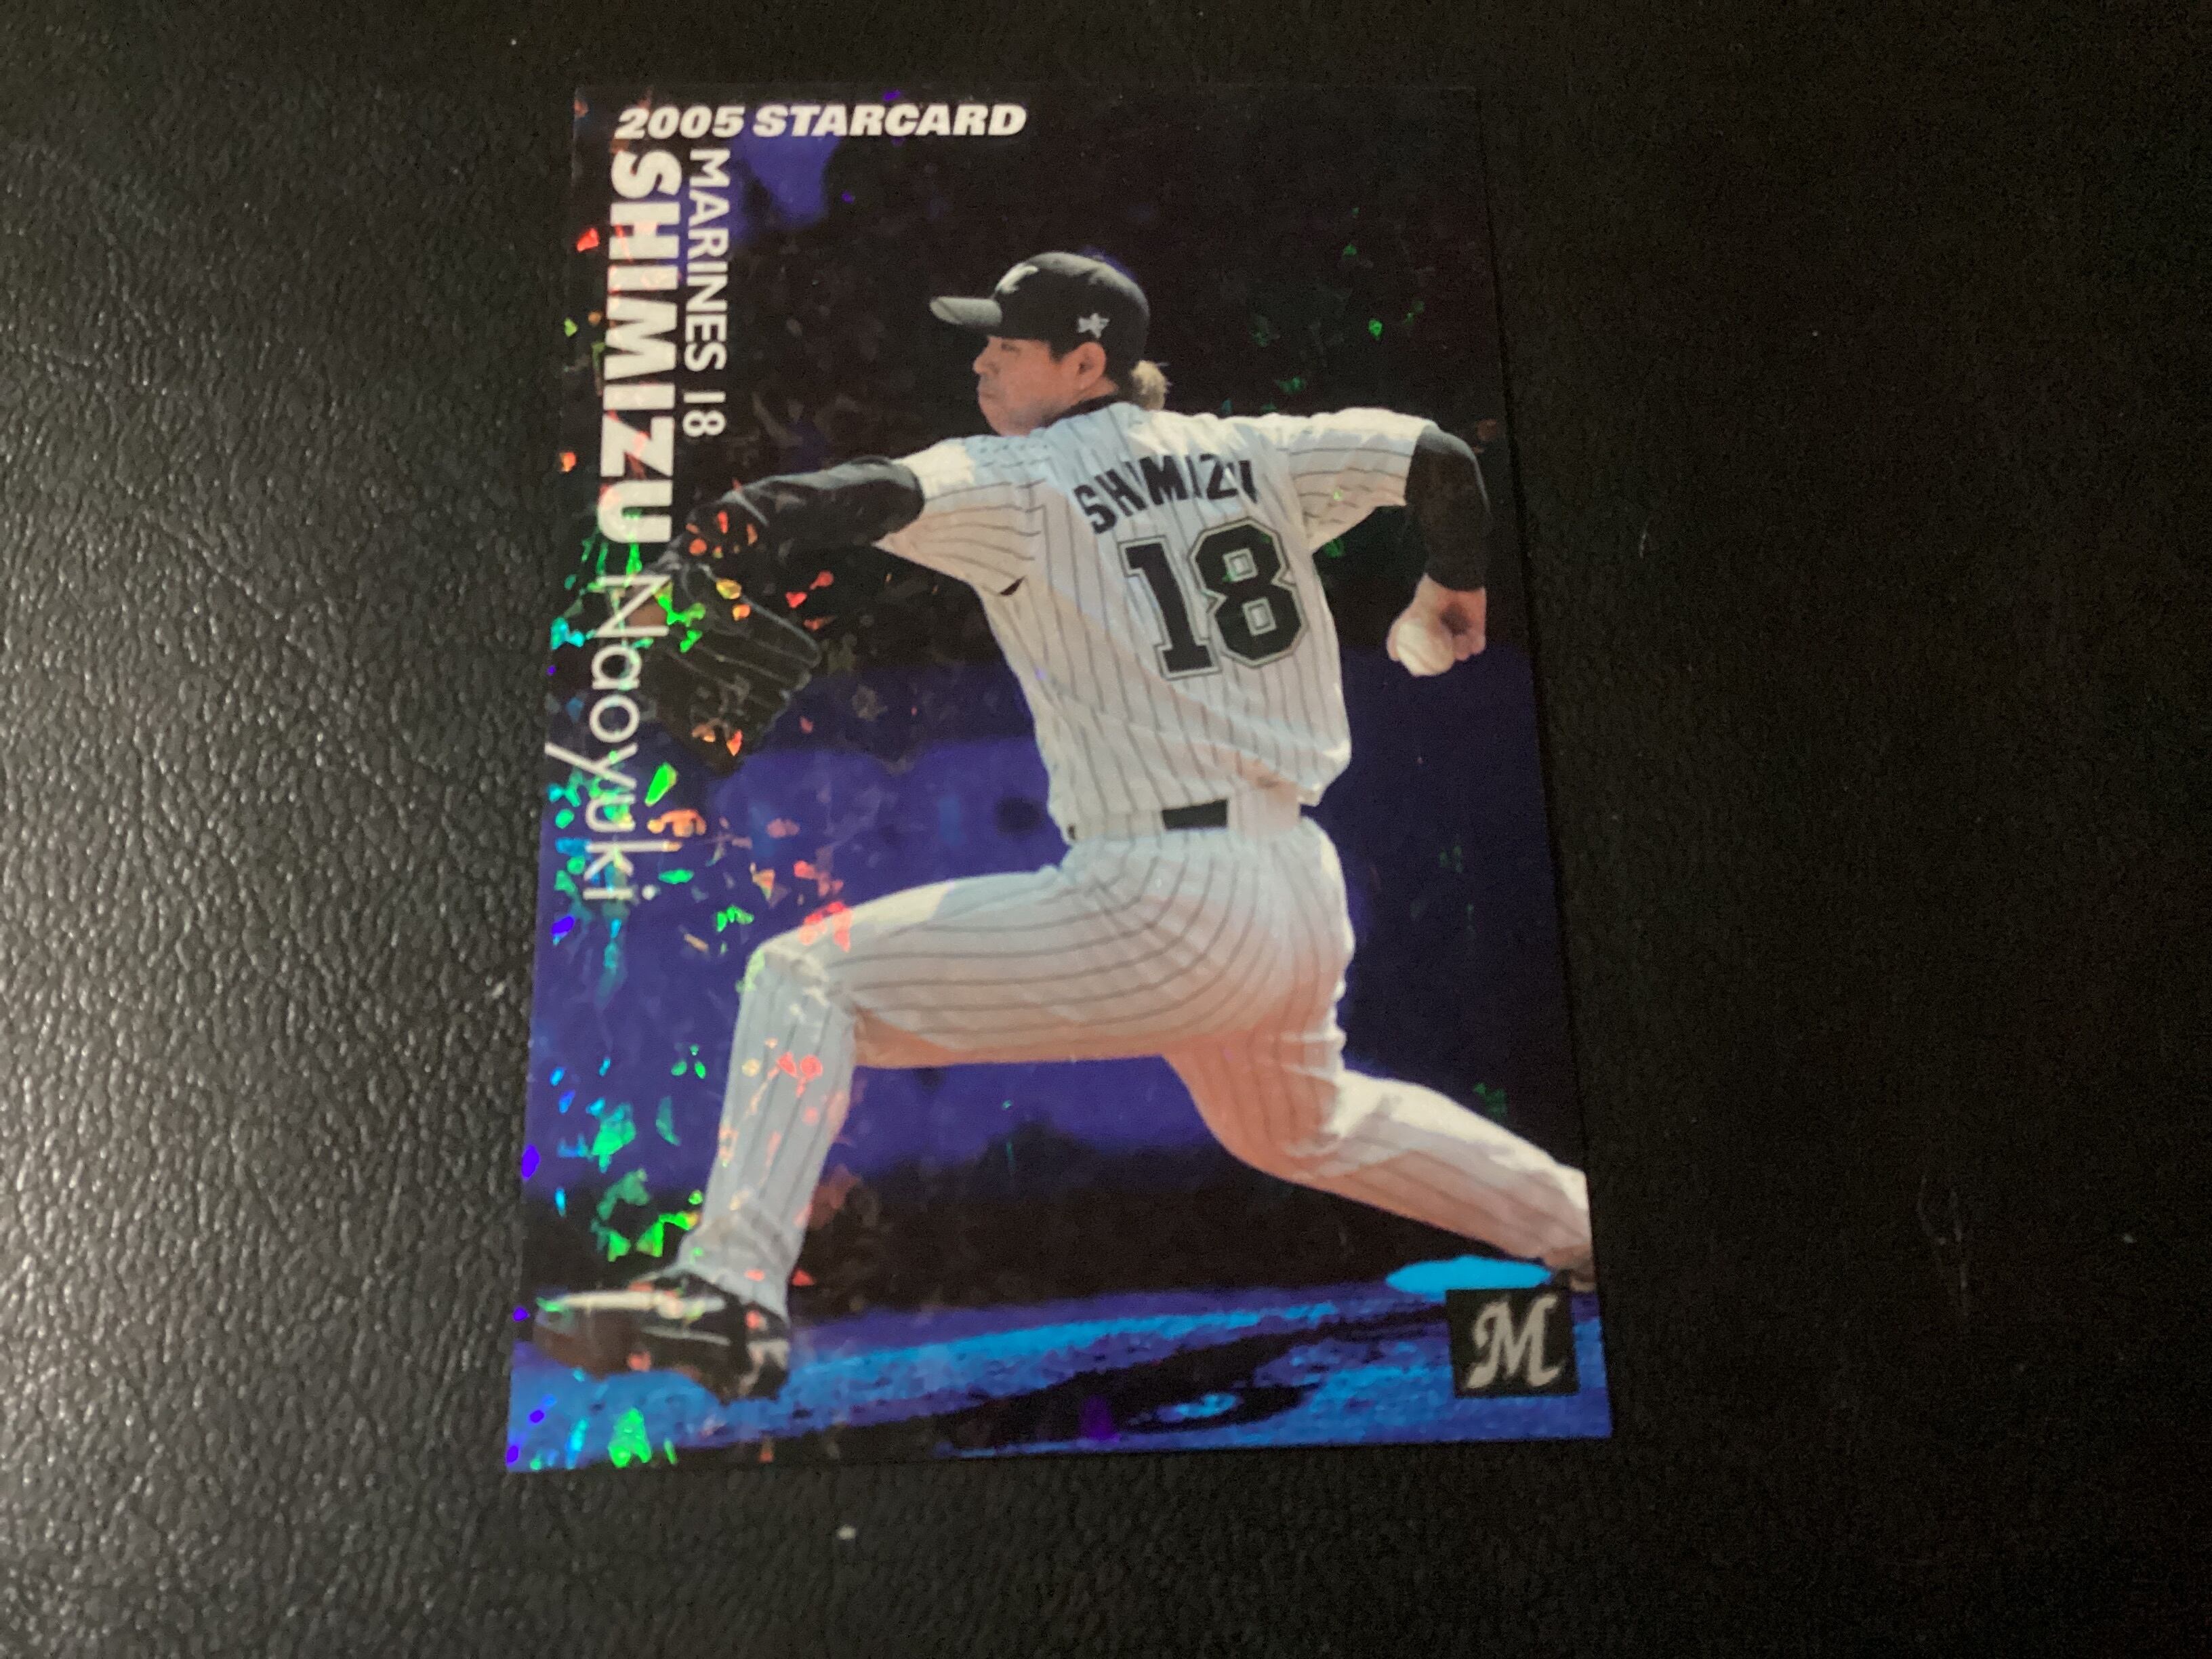 2005 STARCARD
MARINES 18
SHIMIZU Naoyuki
SHIMIZU
18
M
M